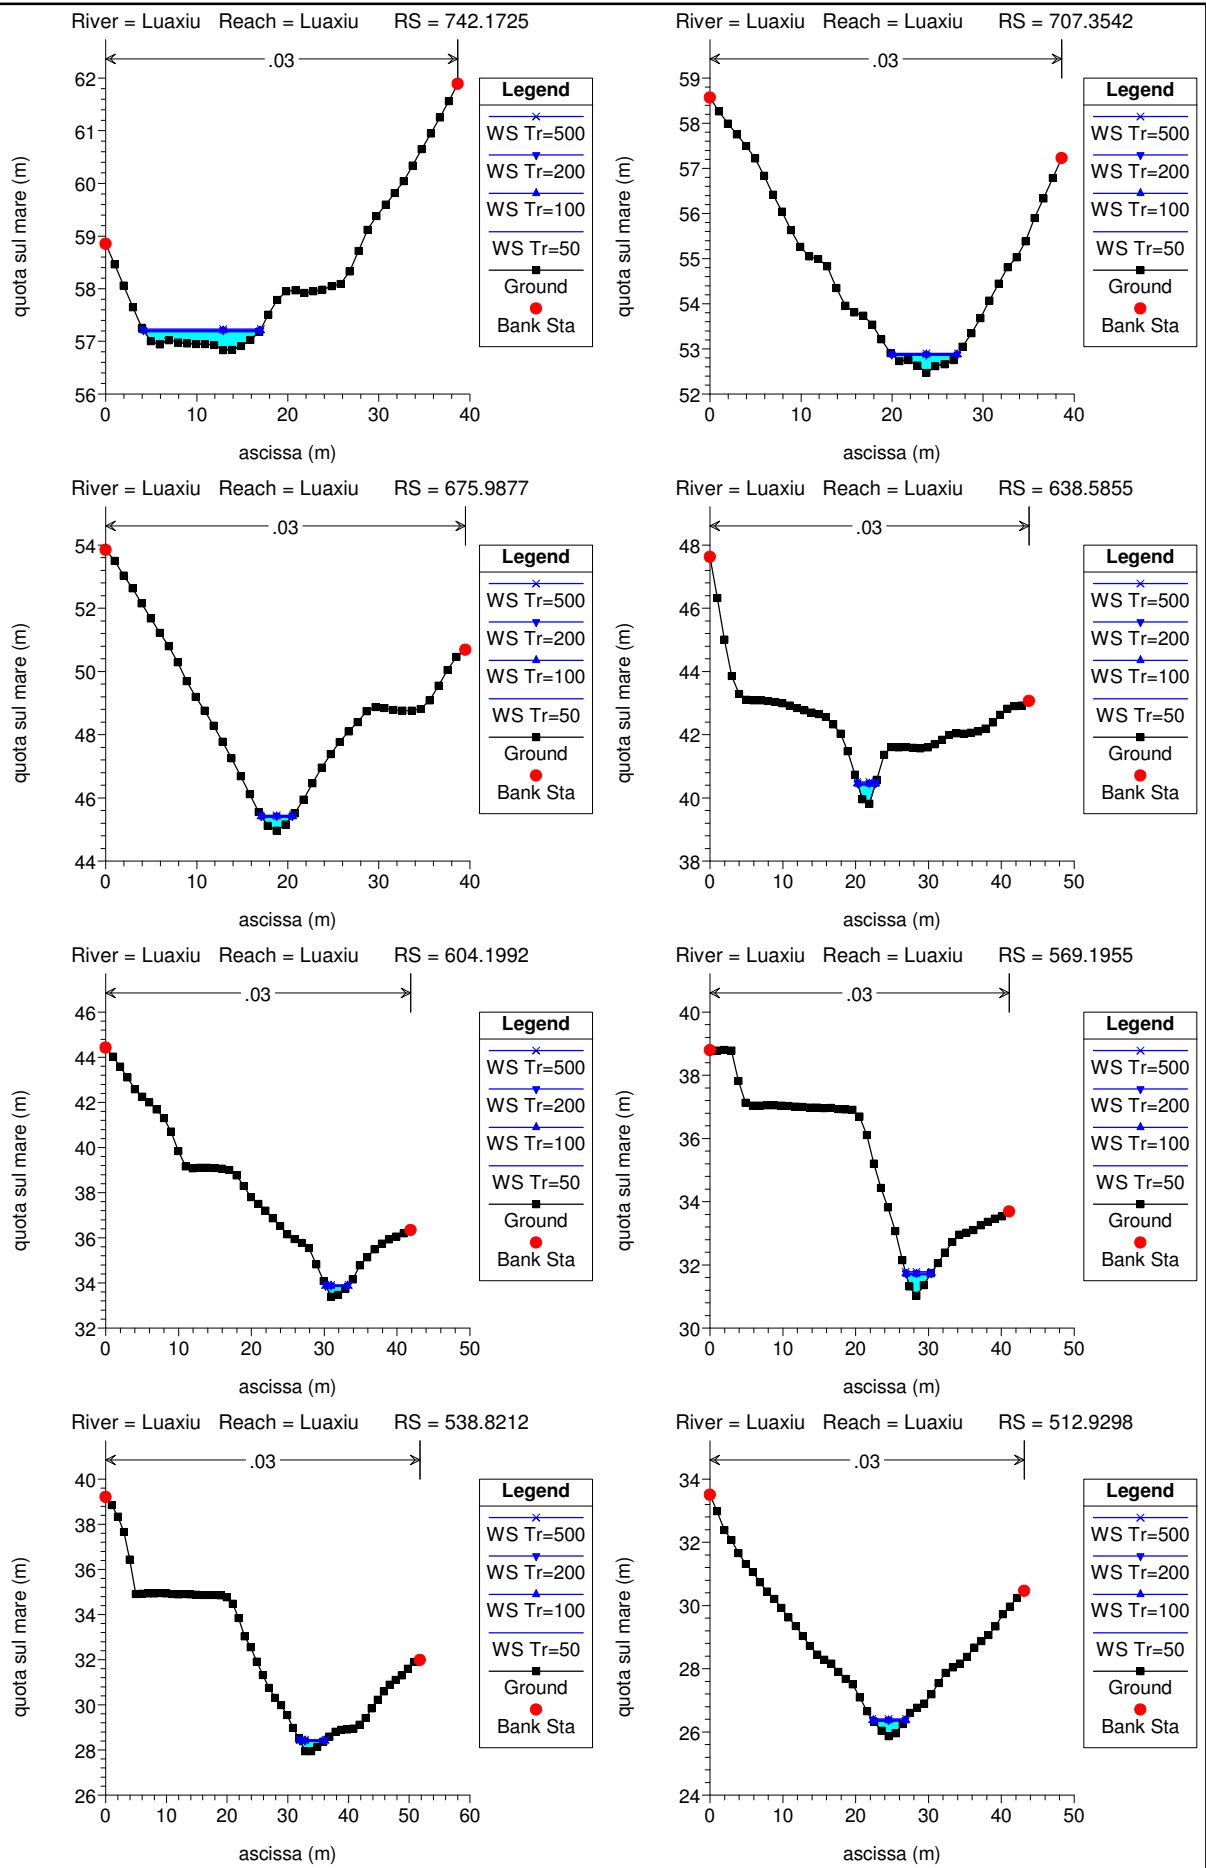 River = Luaxiu Reach = Luaxiu RS = 742.1725
.03
62
61
60
59
58
57
56
0 10 20 30 40
ascissa (m)
quota sul mare (m)
Legend
WS Tr=500
WS Tr=200
WS Tr=100
WS Tr=50
Ground
Bank Sta
River = Luaxiu Reach = Luaxiu RS = 707.3542
.03
59
58
57
56
55
54
53
52
0 10 20 30 40
ascissa (m)
quota sul mare (m)
Legend
WS Tr=500
WS Tr=200
WS Tr=100
WS Tr=50
Ground
Bank Sta
River = Luaxiu Reach = Luaxiu RS = 675.9877
.03
54
52
50
48
46
44
0 10 20 30 40
ascissa (m)
quota sul mare (m)
Legend
WS Tr=500
WS Tr=200
WS Tr=100
WS Tr=50
Ground
Bank Sta
River = Luaxiu Reach = Luaxiu RS = 638.5855
.03
48
46
44
42
40
38
0 10 20 30 40 50
ascissa (m)
quota sul mare (m)
Legend
WS Tr=500
WS Tr=200
WS Tr=100
WS Tr=50
Ground
Bank Sta
River = Luaxiu Reach = Luaxiu RS = 604.1992
.03
46
44
42
40
38
36
34
32
0 10 20 30 40 50
ascissa (m)
quota sul mare (m)
Legend
WS Tr=500
WS Tr=200
WS Tr=100
WS Tr=50
Ground
Bank Sta
River = Luaxiu Reach = Luaxiu RS = 569.1955
.03
40
38
36
34
32
30
0 10 20 30 40 50
ascissa (m)
quota sul mare (m)
Legend
WS Tr=500
WS Tr=200
WS Tr=100
WS Tr=50
Ground
Bank Sta
River = Luaxiu Reach = Luaxiu RS = 538.8212
.03
40
38
36
34
32
30
28
26
0 10 20 30 40 50 60
ascissa (m)
quota sul mare (m)
Legend
WS Tr=500
WS Tr=200
WS Tr=100
WS Tr=50
Ground
Bank Sta
River = Luaxiu Reach = Luaxiu RS = 512.9298
.03
34
32
30
28
26
24
0 10 20 30 40 50
ascissa (m)
quota sul mare (m)
Legend
WS Tr=500
WS Tr=200
WS Tr=100
WS Tr=50
Ground
Bank Sta